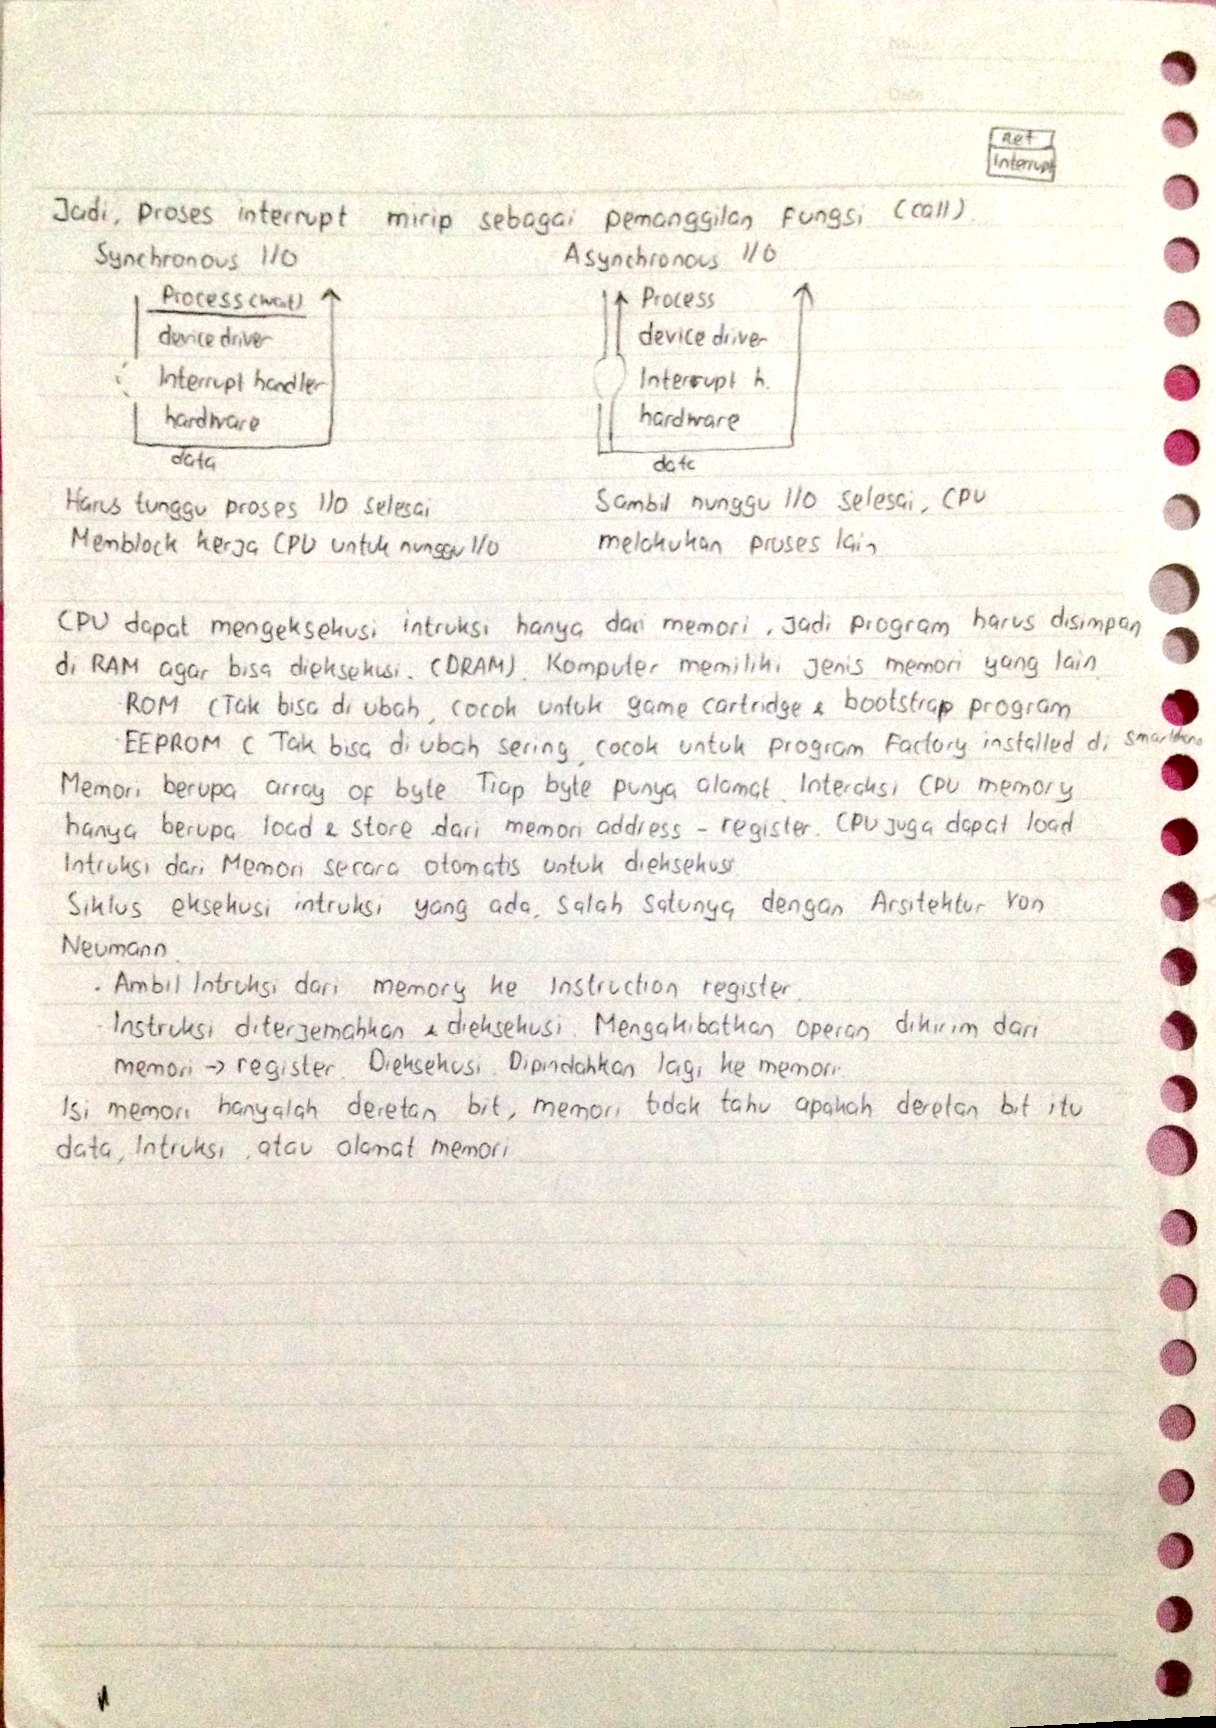 No.
Date
ret
Interrupt
Jadi, proses interrupt mirip sebagai pemanggilan fungsi (call).
Synchronous I/O
Process (wait)
device driver
Interrupt handler
hardware
data
Harus tunggu proses I/O selesai
Memblock kerja CPU untuk nunggu I/O
Asynchronous I/O
Process
device driver
Interrupt h.
hardware
data
Sambil nunggu I/O selesai, CPU
melakukan proses lain
CPU dapat mengeksekusi intruksi hanya dari memori, jadi program harus disimpan
di RAM agar bisa dieksekusi. (DRAM). Komputer memiliki jenis memori yang lain
ROM (Tak bisa di ubah, cocok untuk game cartridge & bootstrap program
EEPROM ( Tak bisa di ubah sering, cocok untuk program Factory installed di
Memori berupa array of byte Tiap byte punya alamat. Interaksi CPU memory
hanya berupa load & store dari memori address - register. CPU juga dapat load
Intruksi dari Memori secara otomatis untuk dieksekusi
Siklus eksekusi intruksi yang ada, salah satunya dengan Arsitektur Von
Neumann.
. Ambil Intruksi dari memory ke Instruction register.
· Instruksi diterjemahkan & dieksekusi. Mengakibatkan operan dikirim dari
memori -> register. Dieksekusi. Dipindahkan lagi ke memori.
Isi memori hanyalah deretan bit, memori tidak tahu apakah deretan bit itu
data, Intruksi, atau alamat memori